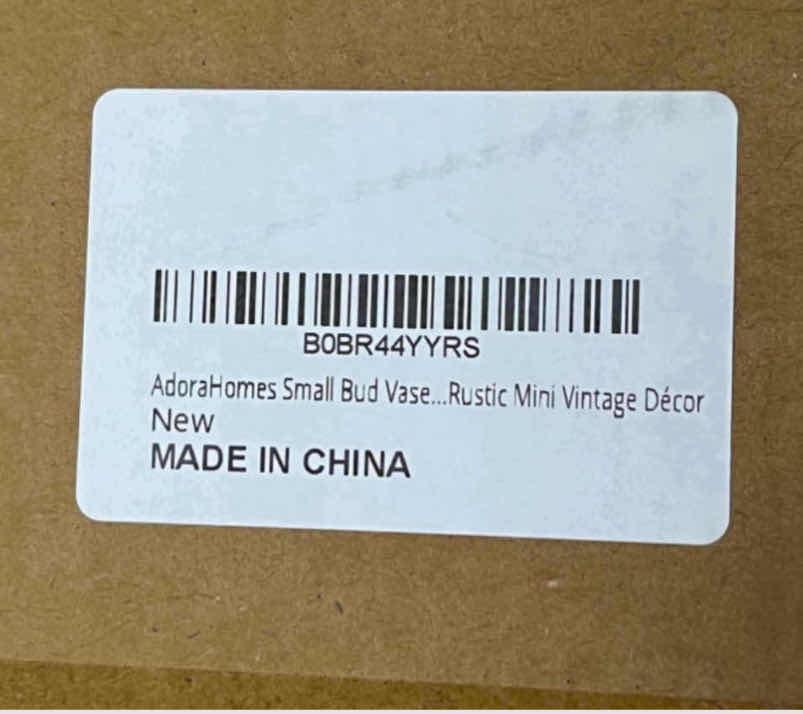 B0BR44YYRS
AdoraHomes Small Bud Vase...Rustic Mini Vintage Décor
New
MADE IN CHINA